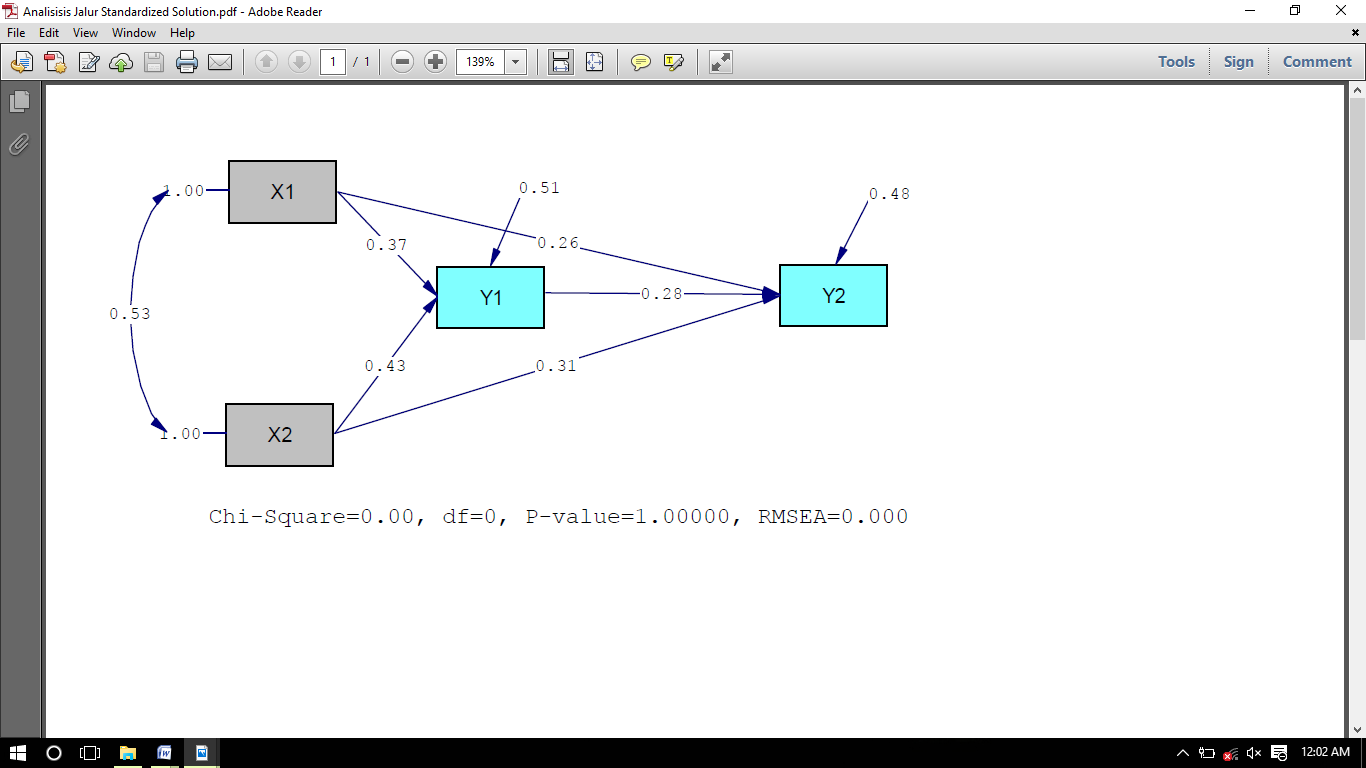 Analisisis Jalur Standardized Solution.pdf - Adobe Reader
File Edit View Window Help
1 / 1 139% Tools Sign Comment
0.51
1.00 X1 0.48
0.37 0.26
Y1 0.28 Y2
0.53
0.43 0.31
1.00 X2
Chi-Square=0.00, df=0, P-value=1.00000, RMSEA=0.000
12:02 AM